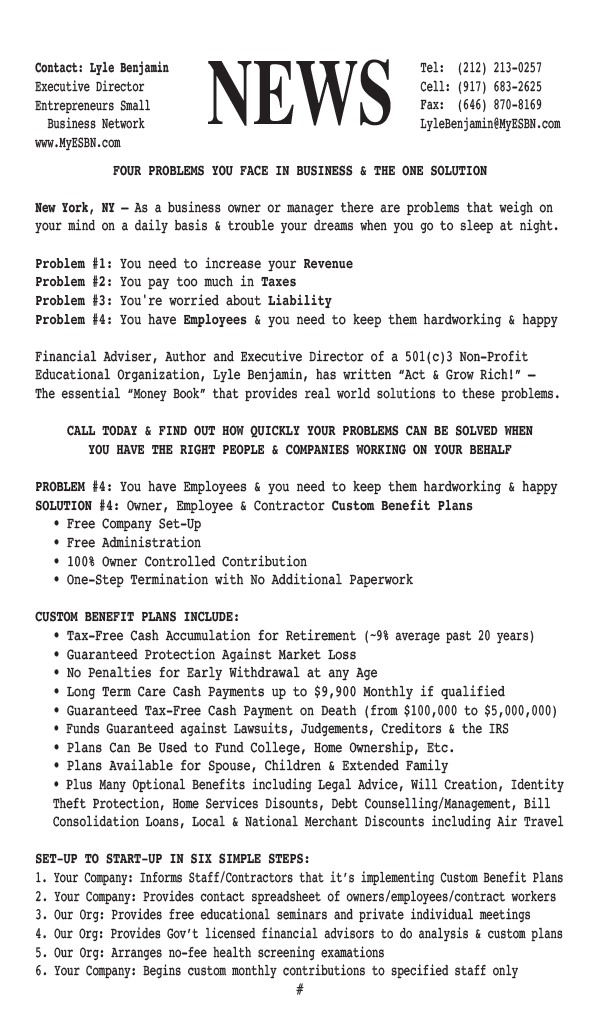 Contact: Lyle Benjamin
Executive Director
Entrepreneurs Small
Business Network
www.MyESBN.com
NEWS
Tel: (212) 213-0257
Cell: (917) 683-2625
Fax: (646) 870-8169
LyleBenjamin@MyESBN.com
FOUR PROBLEMS YOU FACE IN BUSINESS & THE ONE SOLUTION
New York, NY — As a business owner or manager there are problems that weigh on
your mind on a daily basis & trouble your dreams when you go to sleep at night.
Problem #1: You need to increase your Revenue
Problem #2: You pay too much in Taxes
Problem #3: You're worried about Liability
Problem #4: You have Employees & you need to keep them hardworking & happy
Financial Adviser, Author and Executive Director of a 501(c)3 Non-Profit
Educational Organization, Lyle Benjamin, has written “Act & Grow Rich!” —
The essential “Money Book” that provides real world solutions to these problems.
CALL TODAY & FIND OUT HOW QUICKLY YOUR PROBLEMS CAN BE SOLVED WHEN
YOU HAVE THE RIGHT PEOPLE & COMPANIES WORKING ON YOUR BEHALF
PROBLEM #4: You have Employees & you need to keep them hardworking & happy
SOLUTION #4: Owner, Employee & Contractor Custom Benefit Plans
• Free Company Set-Up
• Free Administration
• 100% Owner Controlled Contribution
• One-Step Termination with No Additional Paperwork
CUSTOM BENEFIT PLANS INCLUDE:
• Tax-Free Cash Accumulation for Retirement (~9% average past 20 years)
• Guaranteed Protection Against Market Loss
• No Penalties for Early Withdrawal at any Age
• Long Term Care Cash Payments up to $9,900 Monthly if qualified
• Guaranteed Tax-Free Cash Payment on Death (from $100,000 to $5,000,000)
• Funds Guaranteed against Lawsuits, Judgements, Creditors & the IRS
• Plans Can Be Used to Fund College, Home Ownership, Etc.
• Plans Available for Spouse, Children & Extended Family
• Plus Many Optional Benefits including Legal Advice, Will Creation, Identity
Theft Protection, Home Services Disounts, Debt Counselling/Management, Bill
Consolidation Loans, Local & National Merchant Discounts including Air Travel
SET-UP TO START-UP IN SIX SIMPLE STEPS:
1. Your Company: Informs Staff/Contractors that it’s implementing Custom Benefit Plans
2. Your Company: Provides contact spreadsheet of owners/employees/contract workers
3. Our Org: Provides free educational seminars and private individual meetings
4. Our Org: Provides Gov’t licensed financial advisors to do analysis & custom plans
5. Our Org: Arranges no-fee health screening examations
6. Your Company: Begins custom monthly contributions to specified staff only
#